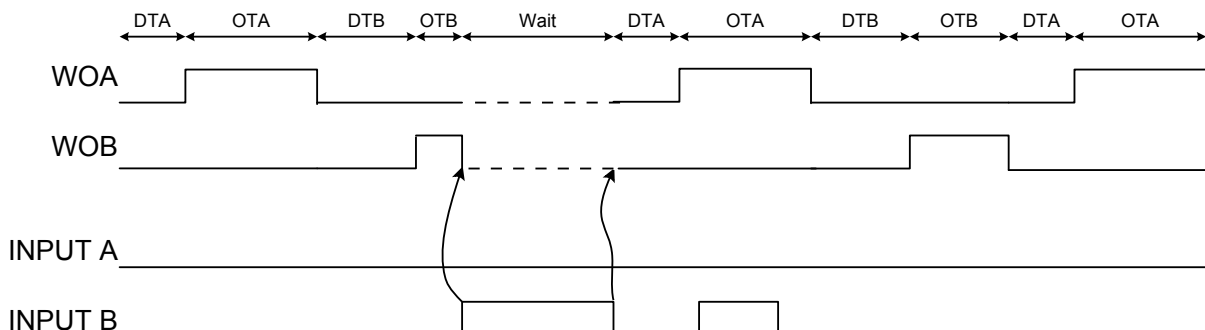 DTA OTA DTB OTB Wait DTA OTA DTB OTB DTA OTA
WOA
WOB
INPUT A
INPUT B